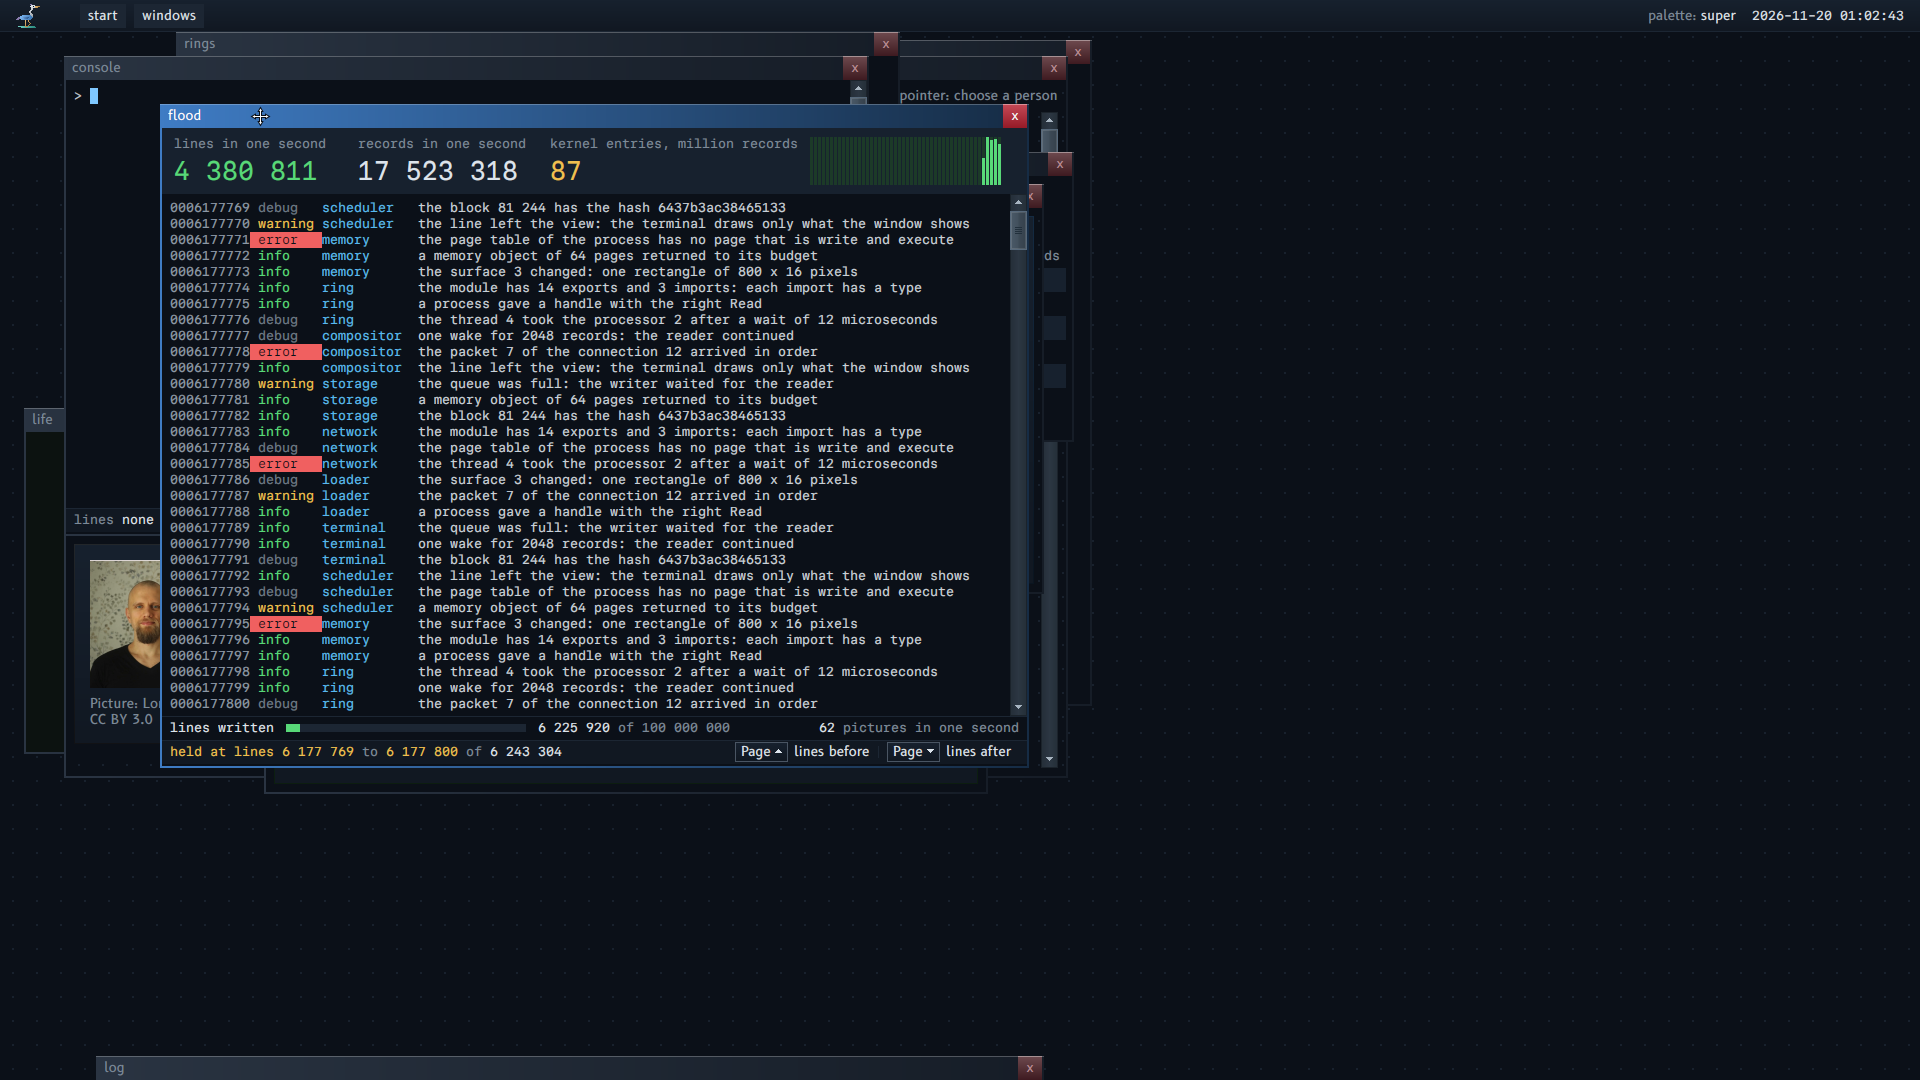 start windows palette: super 2026-11-20 01:02:43
rings x
x
console x
x
> 
pointer: choose a person
flood x
lines in one second records in one second kernel entries, million records
4 380 811 17 523 318 87
x
x
ds
0006177769 debug scheduler the block 81 244 has the hash 6437b3ac38465133
0006177770 warning scheduler the line left the view: the terminal draws only what the window shows
0006177771 error memory the page table of the process has no page that is write and execute
0006177772 info memory a memory object of 64 pages returned to its budget
0006177773 info memory the surface 3 changed: one rectangle of 800 x 16 pixels
0006177774 info ring the module has 14 exports and 3 imports: each import has a type
0006177775 info ring a process gave a handle with the right Read
0006177776 debug ring the thread 4 took the processor 2 after a wait of 12 microseconds
0006177777 debug compositor one wake for 2048 records: the reader continued
0006177778 error compositor the packet 7 of the connection 12 arrived in order
0006177779 info compositor the line left the view: the terminal draws only what the window shows
0006177780 warning storage the queue was full: the writer waited for the reader
0006177781 info storage a memory object of 64 pages returned to its budget
0006177782 info storage the block 81 244 has the hash 6437b3ac38465133
0006177783 info network the module has 14 exports and 3 imports: each import has a type
0006177784 debug network the page table of the process has no page that is write and execute
0006177785 error network the thread 4 took the processor 2 after a wait of 12 microseconds
0006177786 debug loader the surface 3 changed: one rectangle of 800 x 16 pixels
0006177787 warning loader the packet 7 of the connection 12 arrived in order
0006177788 info loader a process gave a handle with the right Read
0006177789 info terminal the queue was full: the writer waited for the reader
0006177790 info terminal one wake for 2048 records: the reader continued
0006177791 debug terminal the block 81 244 has the hash 6437b3ac38465133
0006177792 info scheduler the line left the view: the terminal draws only what the window shows
0006177793 debug scheduler the page table of the process has no page that is write and execute
0006177794 warning scheduler a memory object of 64 pages returned to its budget
0006177795 error memory the surface 3 changed: one rectangle of 800 x 16 pixels
0006177796 info memory the module has 14 exports and 3 imports: each import has a type
0006177797 info memory a process gave a handle with the right Read
0006177798 info ring the thread 4 took the processor 2 after a wait of 12 microseconds
0006177799 info ring one wake for 2048 records: the reader continued
0006177800 debug ring the packet 7 of the connection 12 arrived in order
lines written 6 225 920 of 100 000 000 62 pictures in one second
held at lines 6 177 769 to 6 177 800 of 6 243 304 Page lines before Page lines after
life
lines none
Picture: Lo
CC BY 3.0
log x